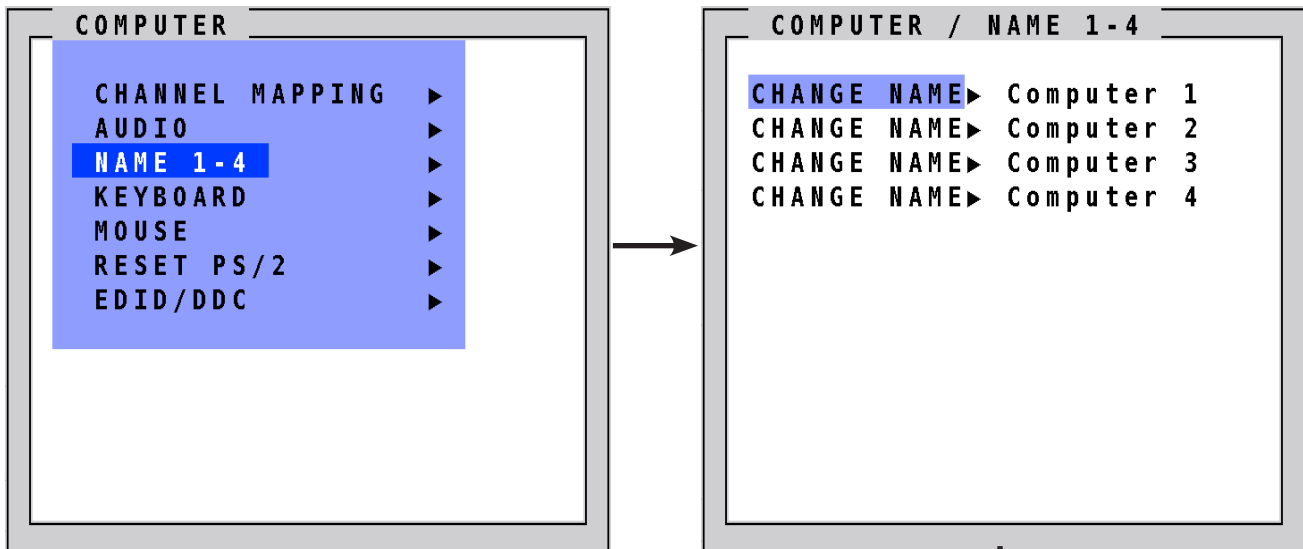 COMPUTER
CHANNEL MAPPING ▶
AUDIO ▶
NAME 1-4 ▶
KEYBOARD ▶
MOUSE ▶
RESET PS/2 ▶
EDID/DDC ▶
COMPUTER / NAME 1-4
CHANGE NAME▶ Computer 1
CHANGE NAME▶ Computer 2
CHANGE NAME▶ Computer 3
CHANGE NAME▶ Computer 4